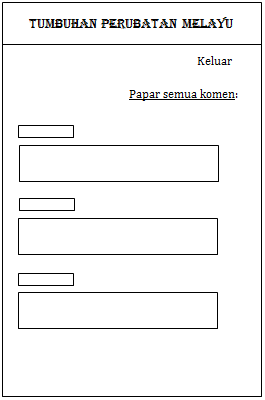 TUMBUHAN PERUBATAN MELAYU
Keluar
Papar semua komen: